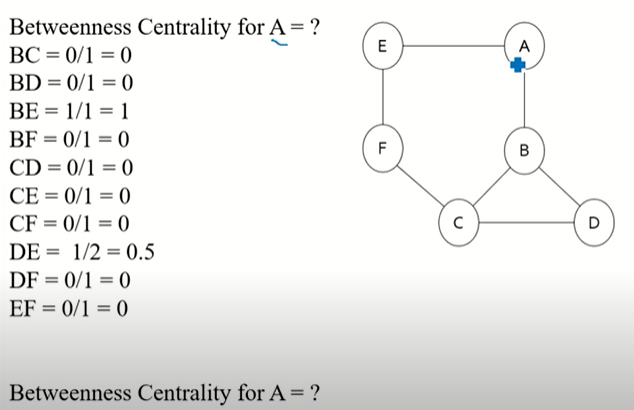 Betweenness Centrality for A = ?
BC = 0/1 = 0
BD = 0/1 = 0
BE = 1/1 = 1
BF = 0/1 = 0
CD = 0/1 = 0
CE = 0/1 = 0
CF = 0/1 = 0
DE = 1/2 = 0.5
DF = 0/1 = 0
EF = 0/1 = 0
Betweenness Centrality for A = ?
E
A
F
B
C
D